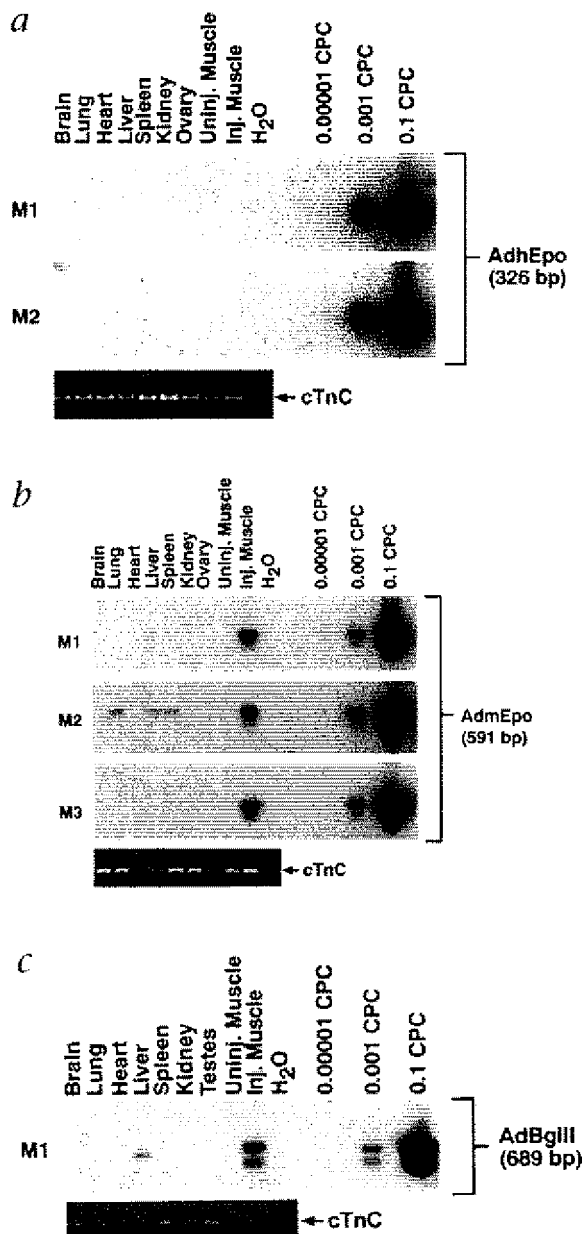 a
Brain
Lung
Heart
Liver
Spleen
Kidney
Ovary
Uninj. Muscle
Inj. Muscle
H2O
0.00001 CPC
0.001 CPC
0.1 CPC
M1
AdhEpo
(326 bp)
M2
cTnC
b
Brain
Lung
Heart
Liver
Spleen
Kidney
Ovary
Uninj. Muscle
Inj. Muscle
H2O
0.00001 CPC
0.001 CPC
0.1 CPC
M1
M2
AdmEpo
(591 bp)
M3
cTnC
c
Brain
Lung
Heart
Liver
Spleen
Kidney
Testes
Uninj. Muscle
Inj. Muscle
H2O
0.00001 CPC
0.001 CPC
0.1 CPC
M1
AdBglII
(689 bp)
cTnC